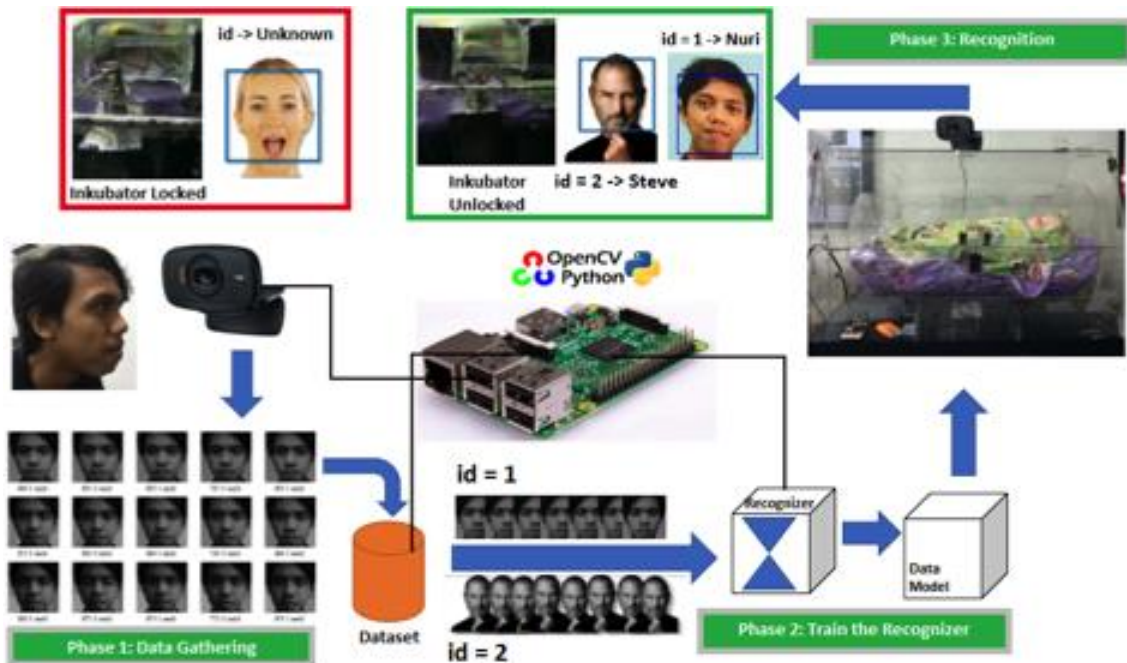 id -> Unknown
Inkubator Locked
id = 1 -> Nuri
Inkubator
Unlocked
id = 2 -> Steve
Phase 3: Recognition
OpenCV
Python
id = 1
Recognizer
Data
Model
Dataset
id = 2
Phase 1: Data Gathering
Phase 2: Train the Recognizer